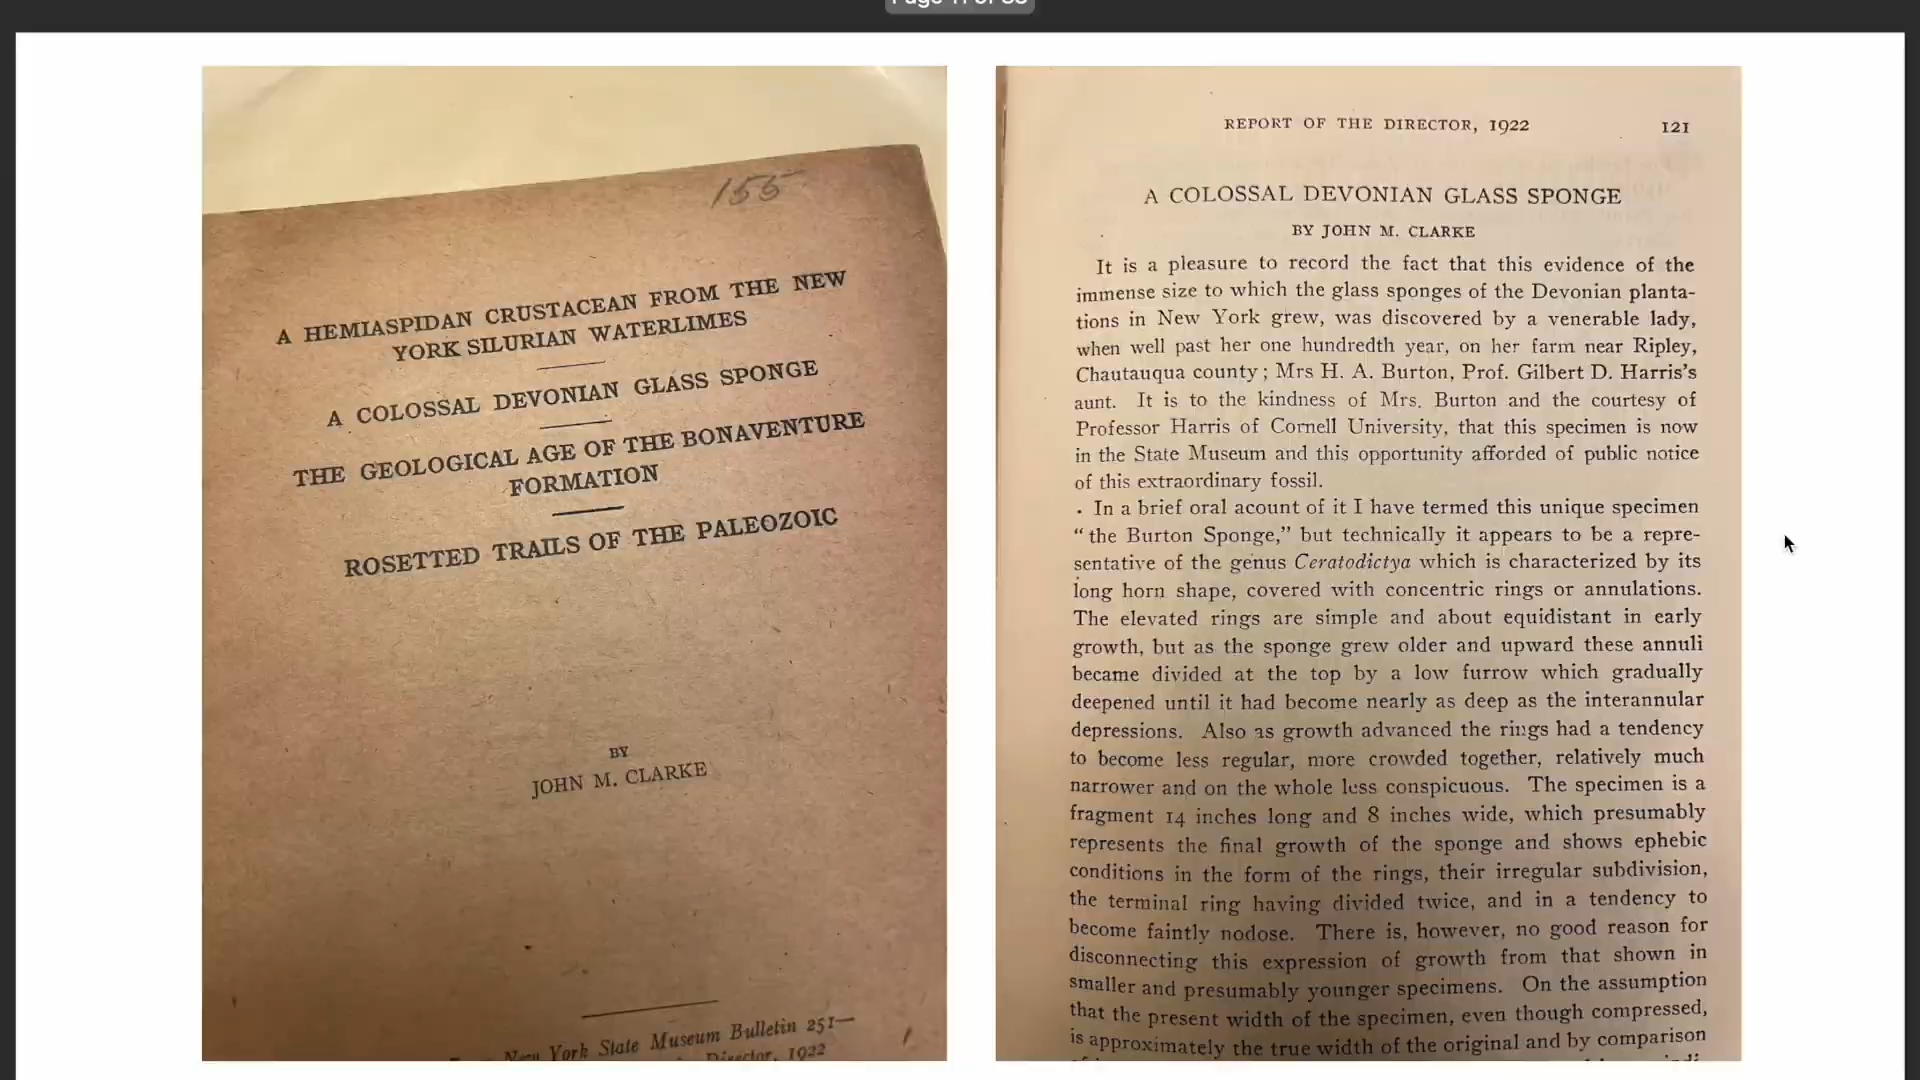 155
A HEMIASPIDAN CRUSTACEAN FROM THE NEW
YORK SILURIAN WATERLIMES
A COLOSSAL DEVONIAN GLASS SPONGE
THE GEOLOGICAL AGE OF THE BONAVENTURE
FORMATION
ROSETTED TRAILS OF THE PALEOZOIC
BY
JOHN M. CLARKE
New York State Museum Bulletin 251—
Director, 1922
REPORT OF THE DIRECTOR, 1922 121
A COLOSSAL DEVONIAN GLASS SPONGE
BY JOHN M. CLARKE
It is a pleasure to record the fact that this evidence of the
immense size to which the glass sponges of the Devonian planta-
tions in New York grew, was discovered by a venerable lady,
when well past her one hundredth year, on her farm near Ripley,
Chautauqua county; Mrs H. A. Burton, Prof. Gilbert D. Harris's
aunt. It is to the kindness of Mrs. Burton and the courtesy of
Professor Harris of Cornell University, that this specimen is now
in the State Museum and this opportunity afforded of public notice
of this extraordinary fossil.
In a brief oral acount of it I have termed this unique specimen
"the Burton Sponge," but technically it appears to be a repre-
sentative of the genus Ceratodictya which is characterized by its
long horn shape, covered with concentric rings or annulations.
The elevated rings are simple and about equidistant in early
growth, but as the sponge grew older and upward these annuli
became divided at the top by a low furrow which gradually
deepened until it had become nearly as deep as the interannular
depressions. Also as growth advanced the rings had a tendency
to become less regular, more crowded together, relatively much
narrower and on the whole less conspicuous. The specimen is a
fragment 14 inches long and 8 inches wide, which presumably
represents the final growth of the sponge and shows ephebic
conditions in the form of the rings, their irregular subdivision,
the terminal ring having divided twice, and in a tendency to
become faintly nodose. There is, however, no good reason for
disconnecting this expression of growth from that shown in
smaller and presumably younger specimens. On the assumption
that the present width of the specimen, even though compressed,
is approximately the true width of the original and by comparison